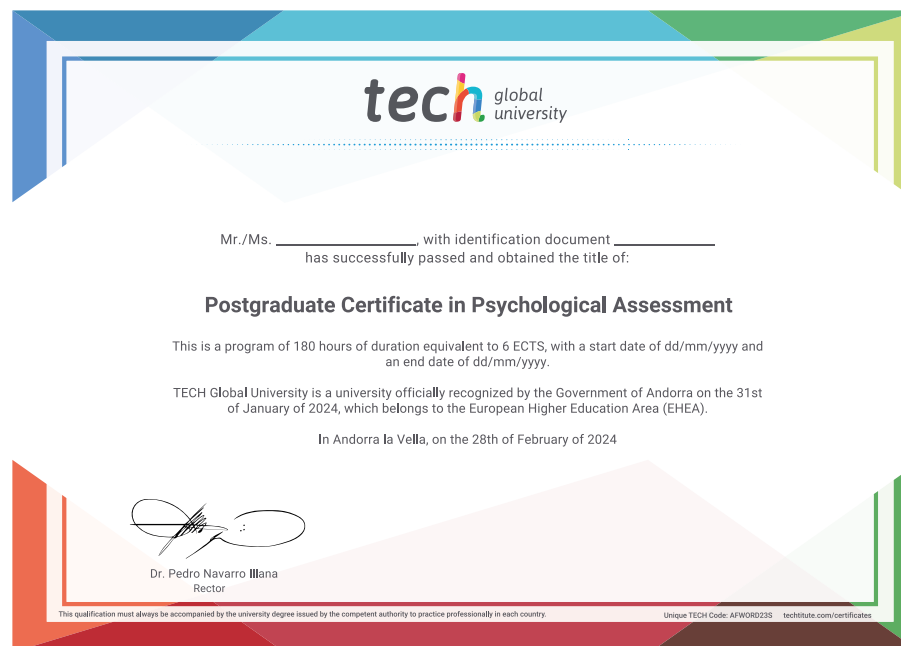 tech global university
Mr./Ms. ____________, with identification document ____________
has successfully passed and obtained the title of:
Postgraduate Certificate in Psychological Assessment
This is a program of 180 hours of duration equivalent to 6 ECTS, with a start date of dd/mm/yyyy and
an end date of dd/mm/yyyy.
TECH Global University is a university officially recognized by the Government of Andorra on the 31st
of January of 2024, which belongs to the European Higher Education Area (EHEA).
In Andorra la Vella, on the 28th of February of 2024
Dr. Pedro Navarro Illana
Rector
This qualification must always be accompanied by the university degree issued by the competent authority to practice professionally in each country.
Unique TECH Code: AFWORD23S techtitute.com/certificates